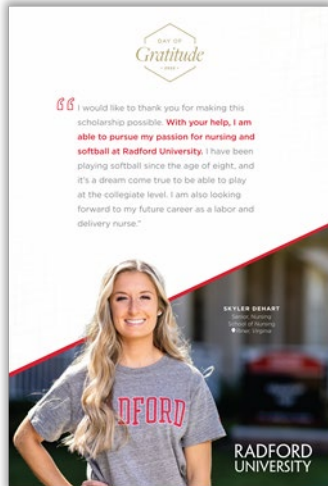 DAY OF
Gratitude
“I would like to thank you for making this
scholarship possible. With your help, I am
able to pursue my passion for nursing and
softball at Radford University. I have been
playing softball since the age of eight, and
it's a dream come true to be able to play
at the collegiate level. I am also looking
forward to my future career as a labor and
delivery nurse.”
SKYLER DEHART
Senior, Nursing
School of Nursing
Riner, Virginia
DFORD
RADFORD
UNIVERSITY